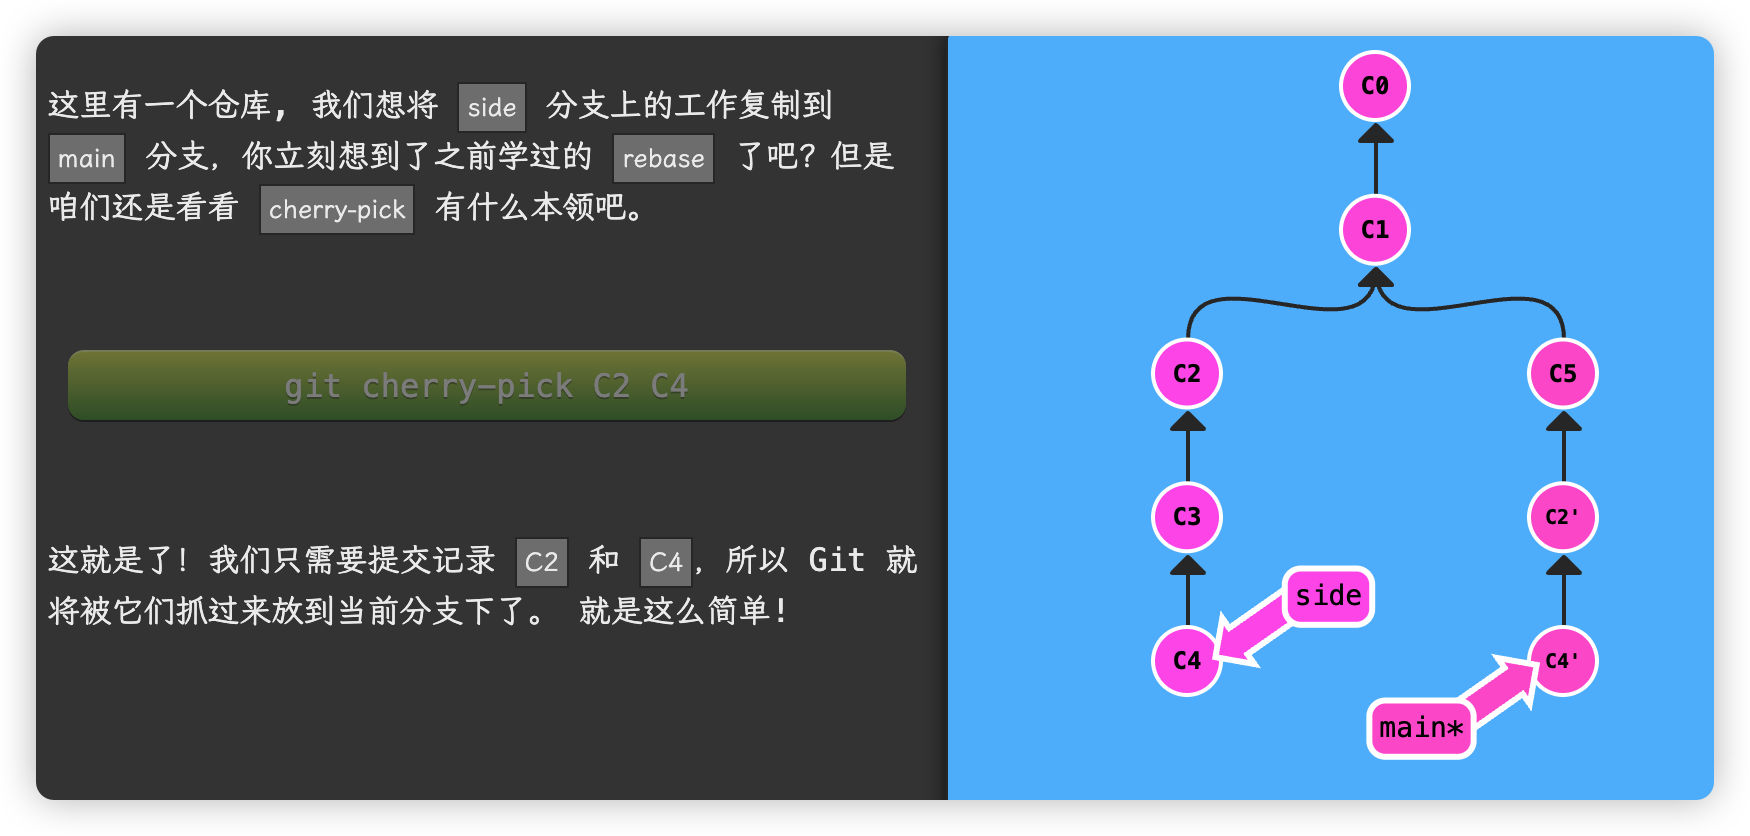 这里有一个仓库, 我们想将 side 分支上的工作复制到
main 分支, 你立刻想到了之前学过的 rebase 了吧? 但是
咱们还是看看 cherry-pick 有什么本领吧。
git cherry-pick C2 C4
这就是了! 我们只需要提交记录 C2 和 C4, 所以 Git 就
将被它们抓过来放到当前分支下了。 就是这么简单!
C0
C1
C2
C5
C3
C2'
side
C4
C4'
main*